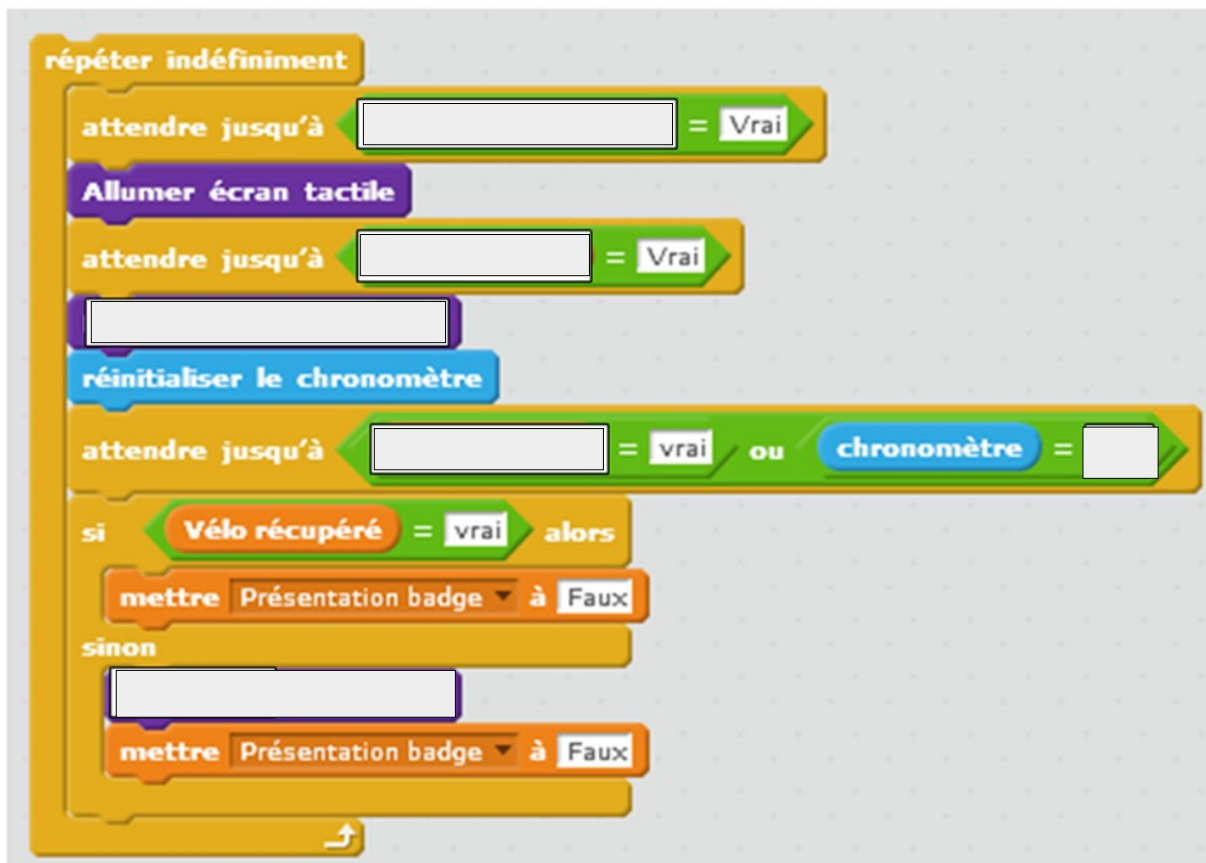 répéter indéfiniment
attendre jusqu'à = Vrai
Allumer écran tactile
attendre jusqu'à = Vrai
réinitialiser le chronomètre
attendre jusqu'à = vrai ou chronomètre =
si Vélo récupéré = vrai alors
mettre Présentation badge à Faux
sinon
mettre Présentation badge à Faux